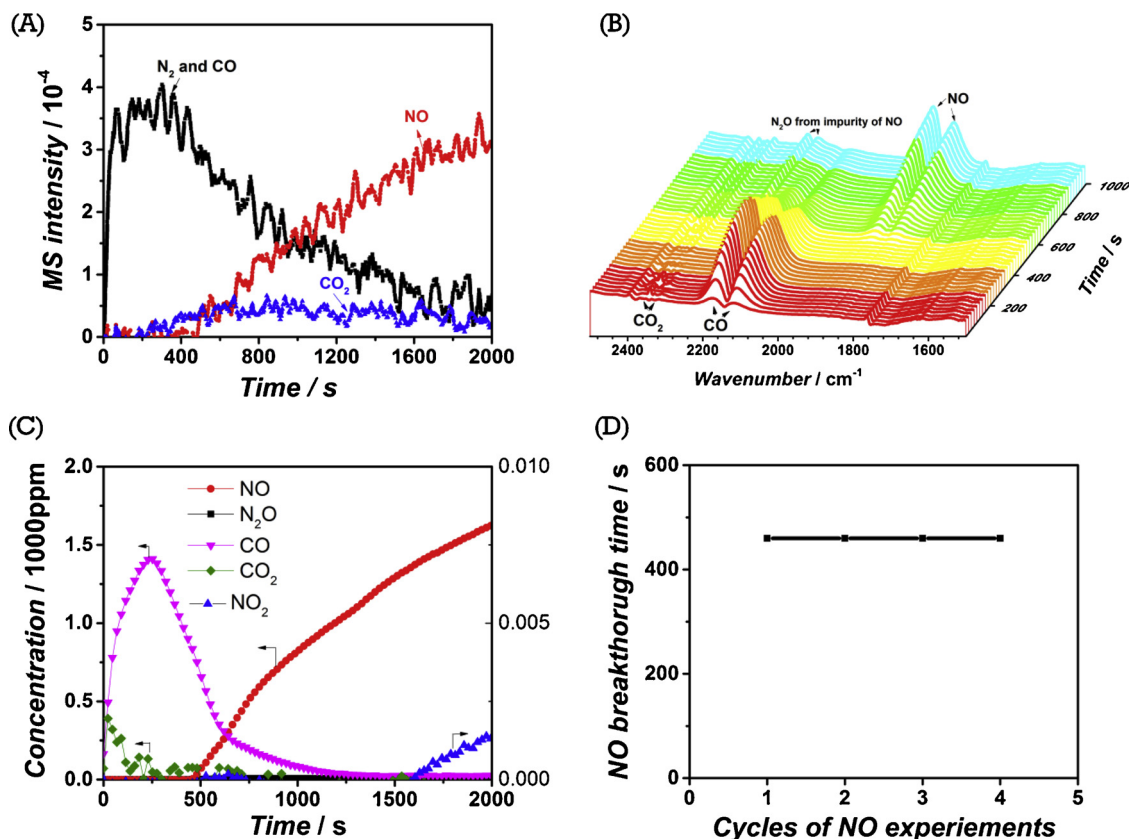 (A)
5
4
3
2
1
0
MS intensity / 10⁻⁴
N₂ and CO
NO
CO₂
0 400 800 1200 1600 2000
Time / s
(B)
NO
N₂O from impurity of NO
CO₂
CO
2400 2200 2000 1800 1600
Wavenumber / cm⁻¹
1000
800
600
400
200
Time / s
(C)
2.0
1.5
1.0
0.5
0.0
Concentration / 1000ppm
NO
N₂O
CO
CO₂
NO₂
0.010
0.005
0.000
0 500 1000 1500 2000
Time / s
(D)
600
400
200
0
NO breakthorugh time / s
0 1 2 3 4 5
Cycles of NO experiements